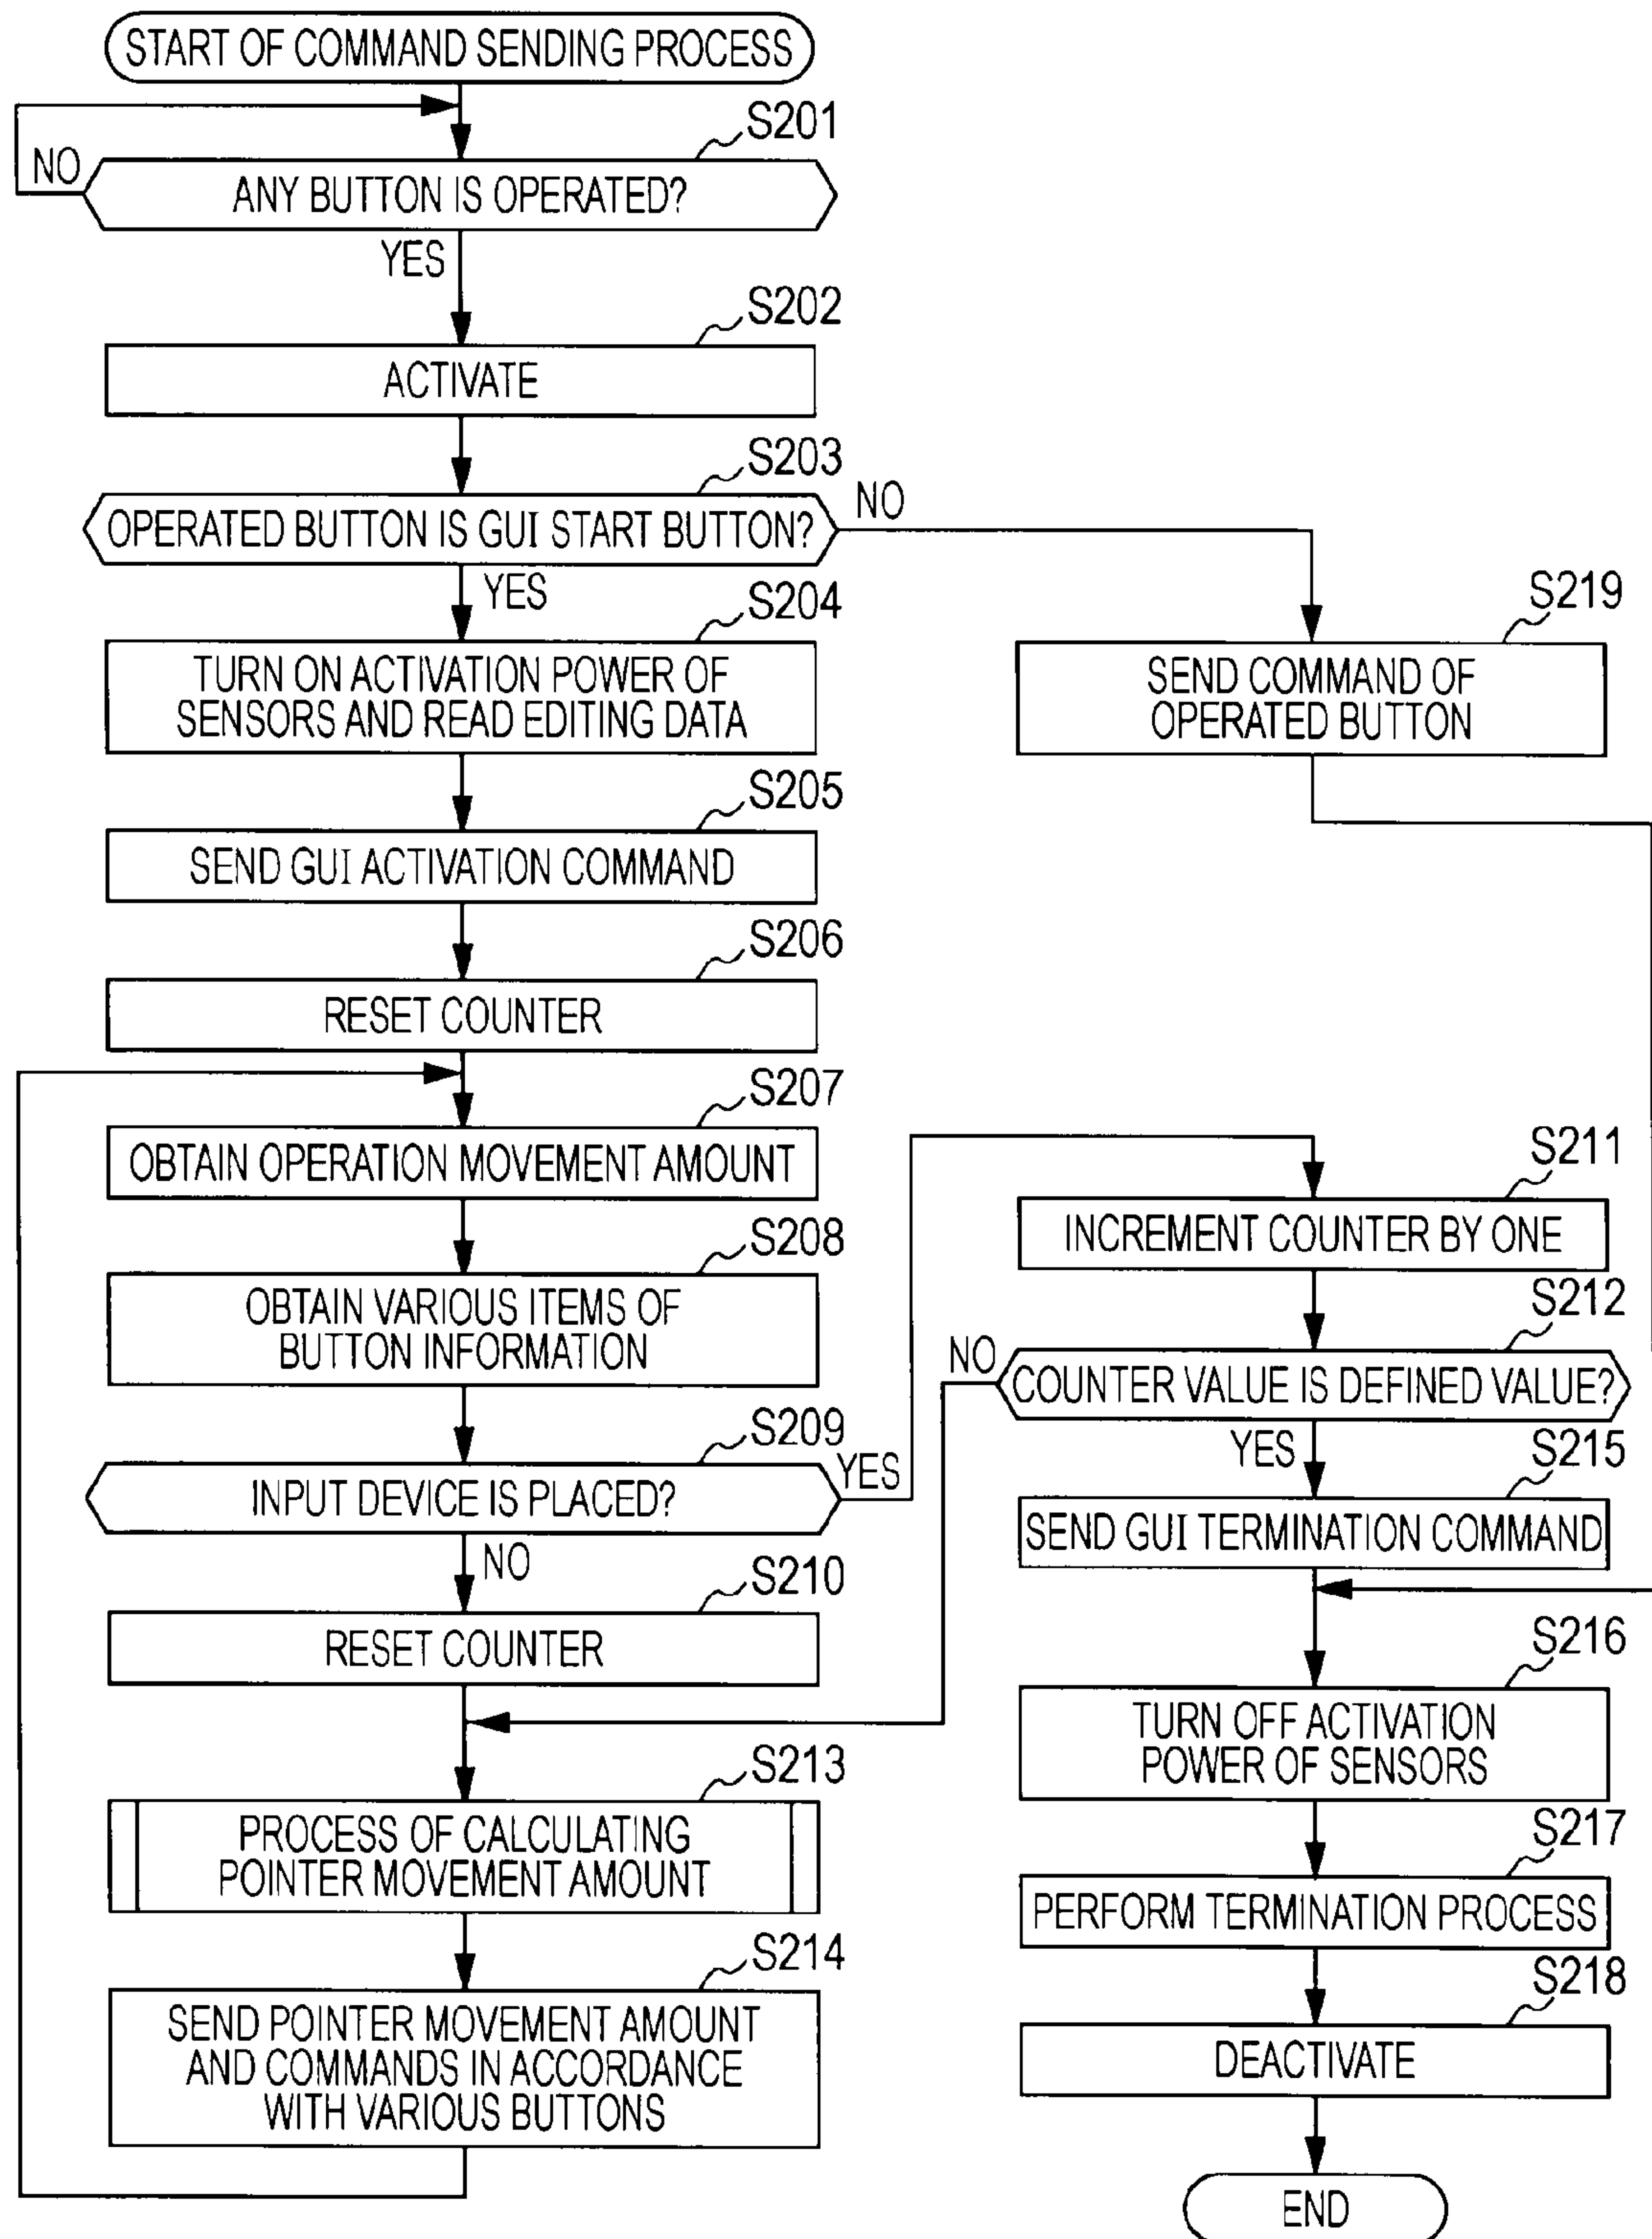 START OF COMMAND SENDING PROCESS
S201
NO
ANY BUTTON IS OPERATED?
YES
S202
ACTIVATE
S203
OPERATED BUTTON IS GUI START BUTTON?
NO
YES
S204
TURN ON ACTIVATION POWER OF
SENSORS AND READ EDITING DATA
S219
SEND COMMAND OF
OPERATED BUTTON
S205
SEND GUI ACTIVATION COMMAND
S206
RESET COUNTER
S207
OBTAIN OPERATION MOVEMENT AMOUNT
S208
OBTAIN VARIOUS ITEMS OF
BUTTON INFORMATION
S209
INPUT DEVICE IS PLACED?
YES
NO
S210
RESET COUNTER
S211
INCREMENT COUNTER BY ONE
S212
NO
COUNTER VALUE IS DEFINED VALUE?
YES
S215
SEND GUI TERMINATION COMMAND
S213
PROCESS OF CALCULATING
POINTER MOVEMENT AMOUNT
S214
SEND POINTER MOVEMENT AMOUNT
AND COMMANDS IN ACCORDANCE
WITH VARIOUS BUTTONS
S216
TURN OFF ACTIVATION
POWER OF SENSORS
S217
PERFORM TERMINATION PROCESS
S218
DEACTIVATE
END